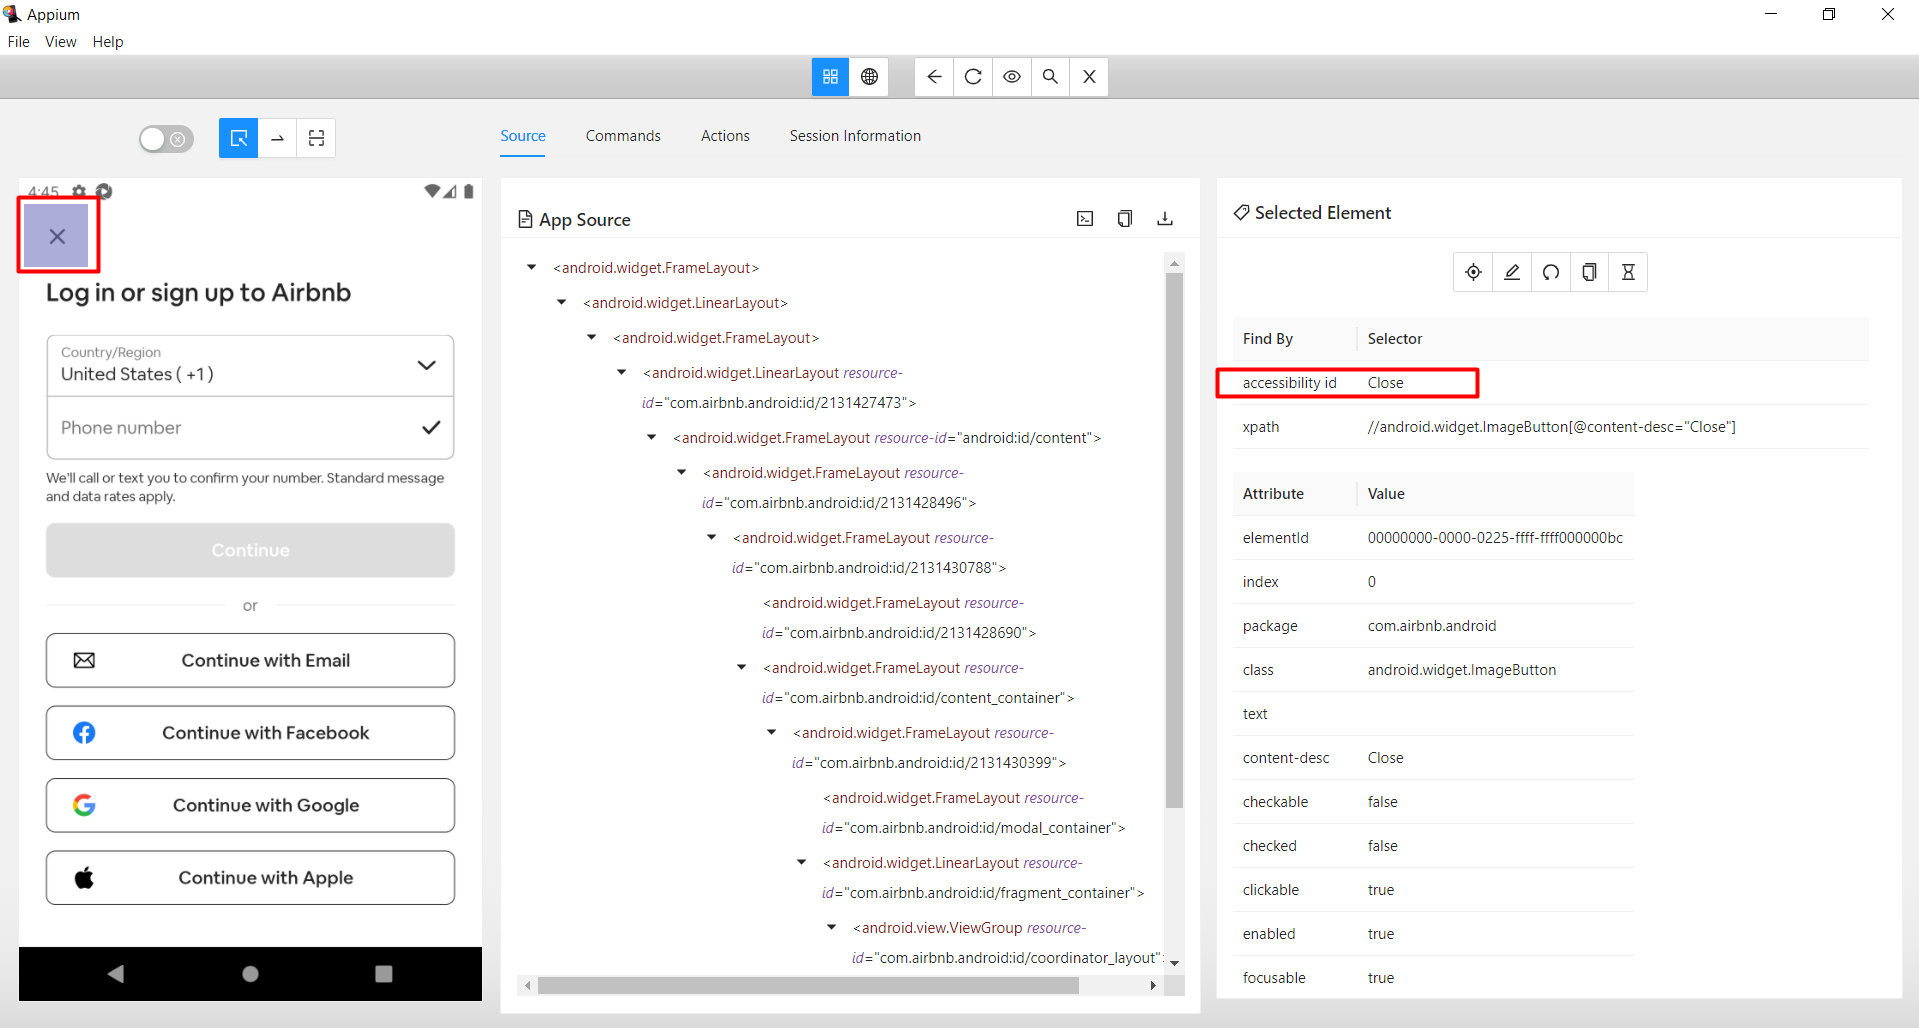 Appium
File View Help
Source Commands Actions Session Information
4:45
Log in or sign up to Airbnb
Country/Region
United States ( +1 )
Phone number
We'll call or text you to confirm your number. Standard message
and data rates apply.
Continue
or
Continue with Email
Continue with Facebook
Continue with Google
Continue with Apple
App Source
<android.widget.FrameLayout>
<android.widget.LinearLayout>
<android.widget.FrameLayout>
<android.widget.LinearLayout resource-
id="com.airbnb.android:id/2131427473">
<android.widget.FrameLayout resource-id="android:id/content">
<android.widget.FrameLayout resource-
id="com.airbnb.android:id/2131428496">
<android.widget.FrameLayout resource-
id="com.airbnb.android:id/2131430788">
<android.widget.FrameLayout resource-
id="com.airbnb.android:id/2131428690">
<android.widget.FrameLayout resource-
id="com.airbnb.android:id/content_container">
<android.widget.FrameLayout resource-
id="com.airbnb.android:id/2131430399">
<android.widget.FrameLayout resource-
id="com.airbnb.android:id/modal_container">
<android.widget.LinearLayout resource-
id="com.airbnb.android:id/fragment_container">
<android.view.ViewGroup resource-
id="com.airbnb.android:id/coordinator_layout"
Selected Element
Find By Selector
accessibility id Close
xpath //android.widget.ImageButton[@content-desc="Close"]
Attribute Value
elementId 00000000-0000-0225-ffff-ffff000000bc
index 0
package com.airbnb.android
class android.widget.ImageButton
text
content-desc Close
checkable false
checked false
clickable true
enabled true
focusable true